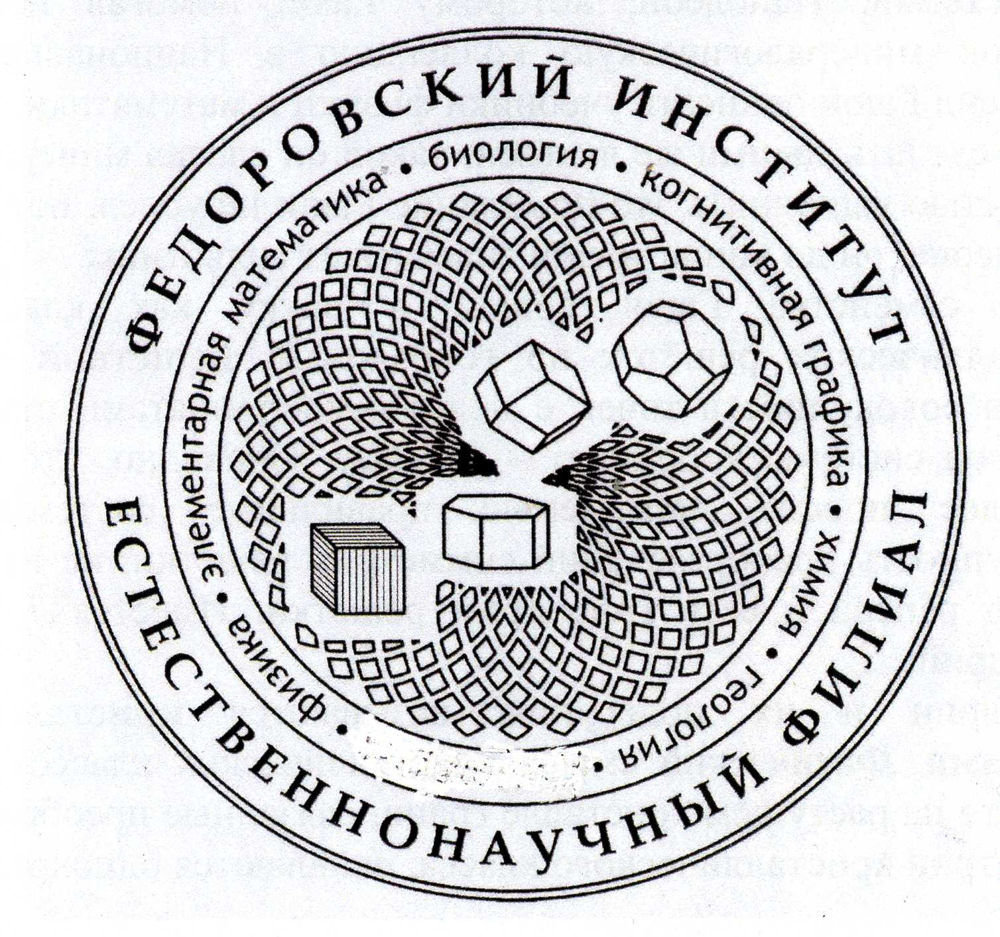 ФЕДОРОВСКИЙ ИНСТИТУТ
ЕСТЕСТВЕННОНАУЧНЫЙ ФИЛИАЛ
физика • элементарная математика • биология • когнитивная графика • химия • геология •